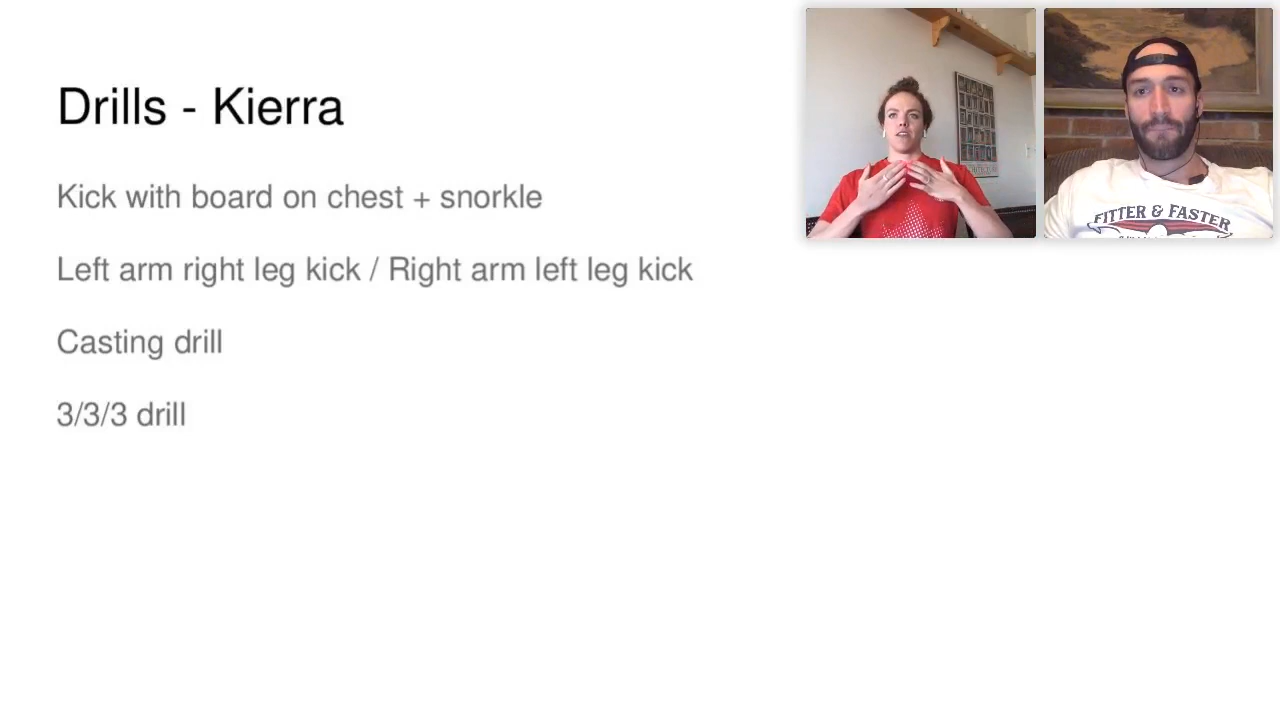 Drills - Kierra
Kick with board on chest + snorkle
Left arm right leg kick / Right arm left leg kick
Casting drill
3/3/3 drill
FITTER & FASTER